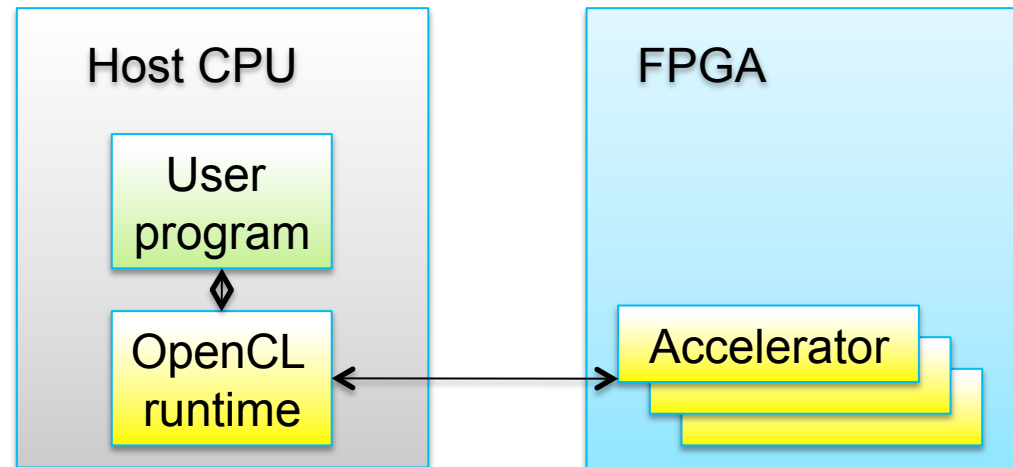 Host CPU
User
program
OpenCL
runtime
FPGA
Accelerator